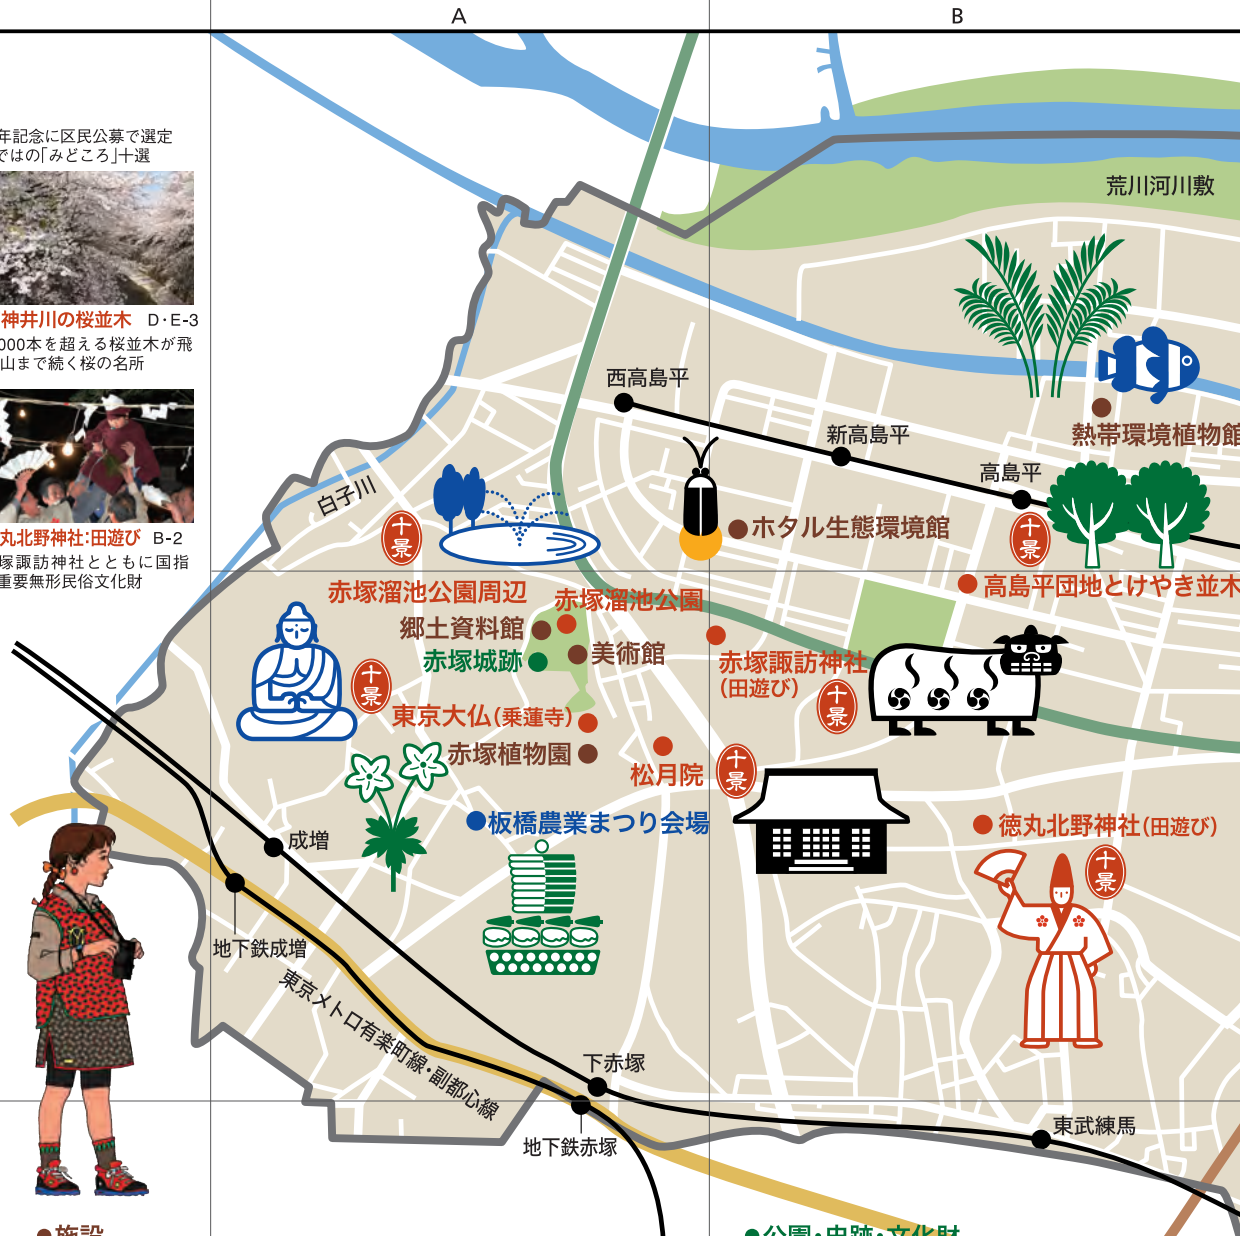 A
B
年記念に区民公募で選定
ではの「みどころ」十選
神井川の桜並木 D・E-3
000本を超える桜並木が飛
山まで続く桜の名所
丸北野神社:田遊び B-2
塚諏訪神社とともに国指
重要無形民俗文化財
荒川河川敷
西高島平
新高島平
高島平
熱帯環境植物館
白子川
十景
ホタル生態環境館
十景
高島平団地とけやき並木
赤塚溜池公園周辺
赤塚溜池公園
郷土資料館
赤塚城跡
美術館
赤塚諏訪神社
(田遊び)
十景
十景
東京大仏(乗蓮寺)
赤塚植物園
松月院
十景
板橋農業まつり会場
徳丸北野神社(田遊び)
十景
成増
地下鉄成増
東京メトロ有楽町線・副都心線
下赤塚
地下鉄赤塚
東武練馬
施設
公園・史跡・文化財